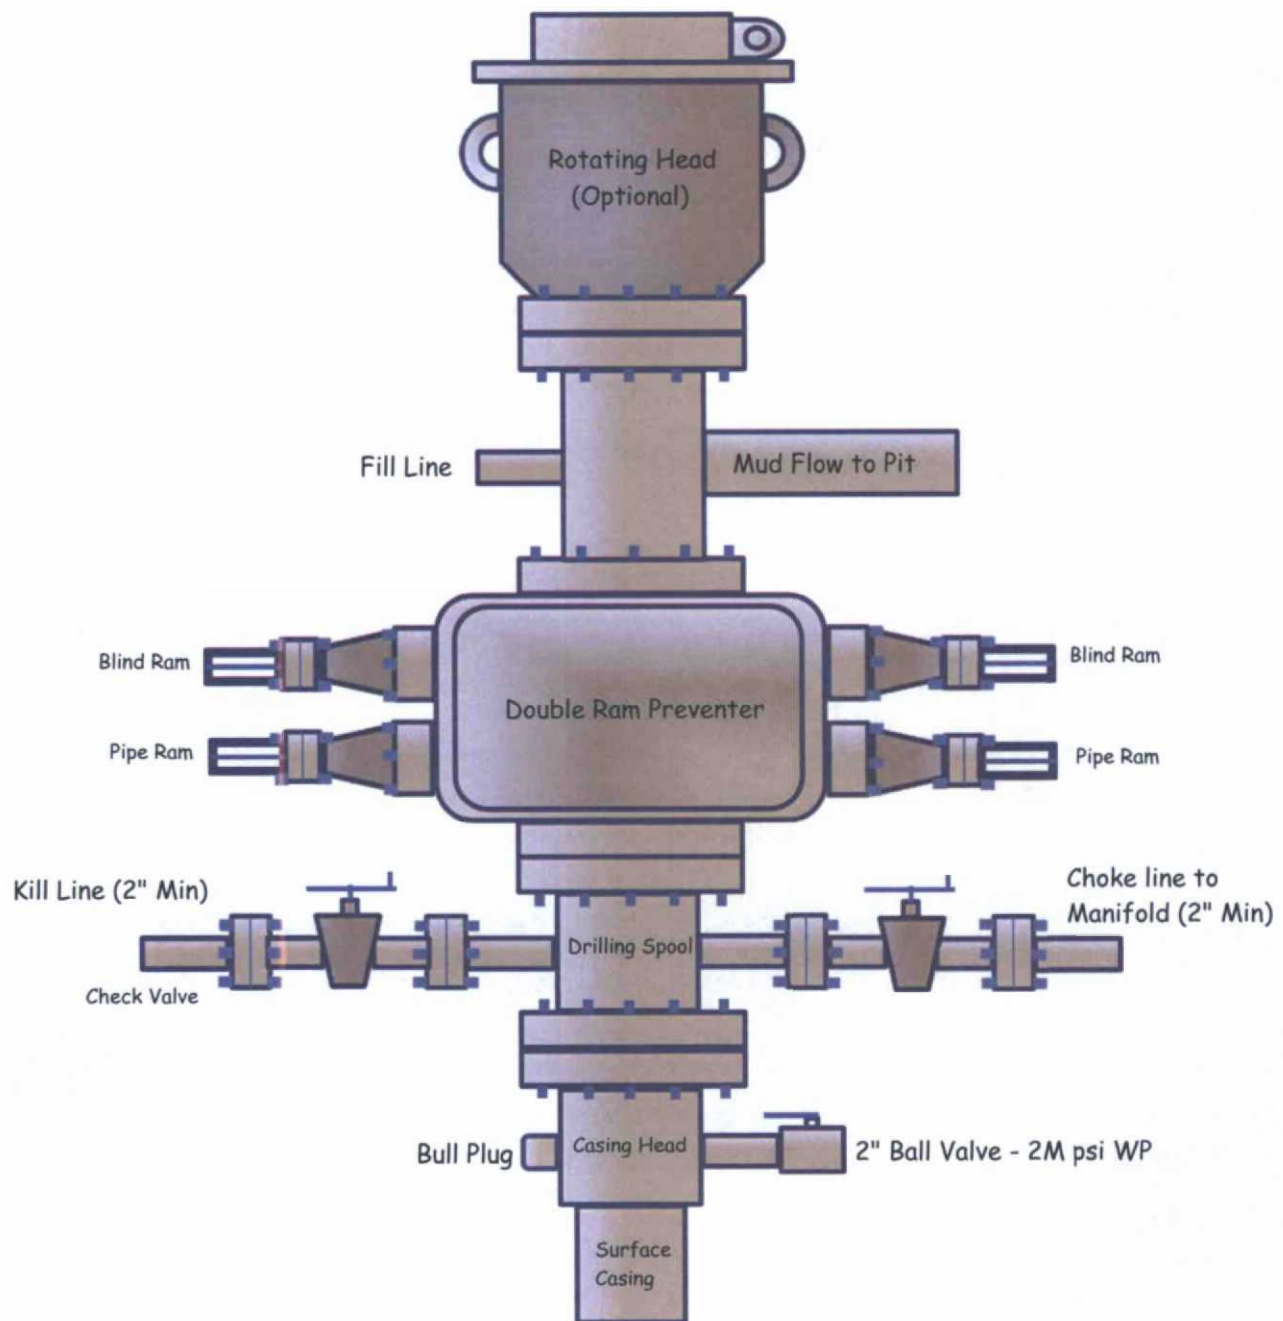 Rotating Head
(Optional)
Fill Line
Mud Flow to Pit
Blind Ram
Blind Ram
Double Ram Preventer
Pipe Ram
Pipe Ram
Kill Line (2" Min)
Choke line to
Manifold (2" Min)
Drilling Spool
Check Valve
Bull Plug
Casing Head
2" Ball Valve - 2M psi WP
Surface
Casing